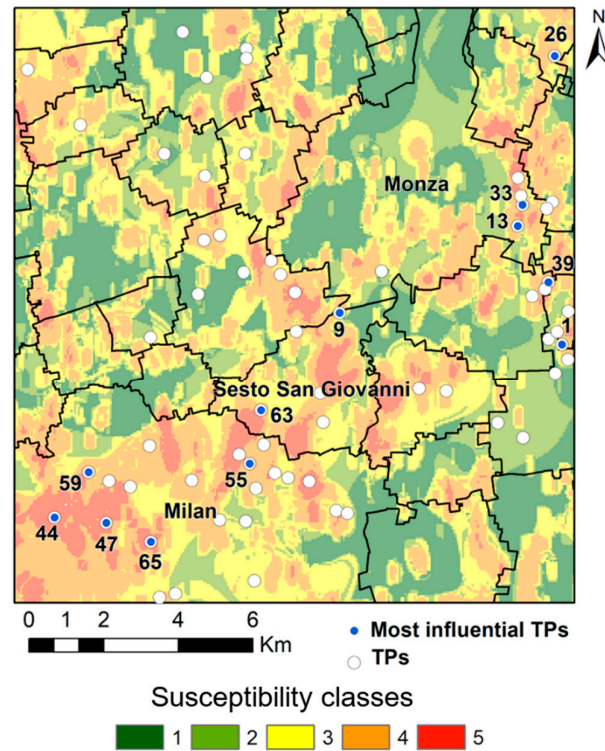 N
26
Monza
33
13
39
9
1
Sesto San Giovanni
63
59
55
Milan
44
47
65
0 1 2 4 6
Km
Most influential TPs
TPs
Susceptibility classes
1 2 3 4 5